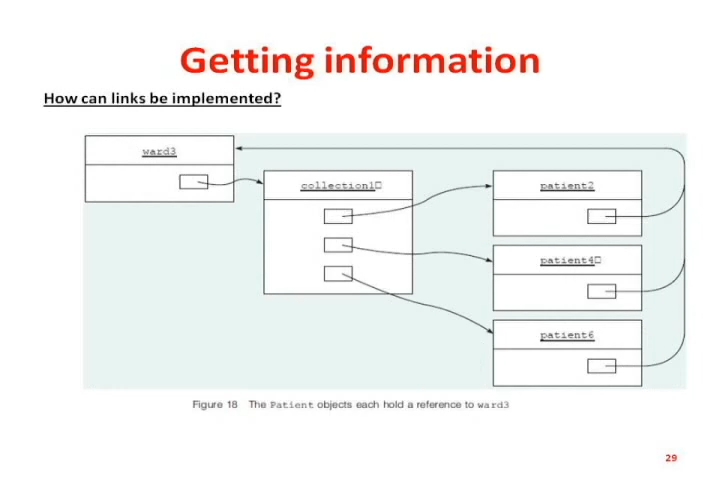 Getting information
How can links be implemented?
ward3
collection1□
patient2
patient4□
patient6
Figure 18 The Patient objects each hold a reference to ward3
29